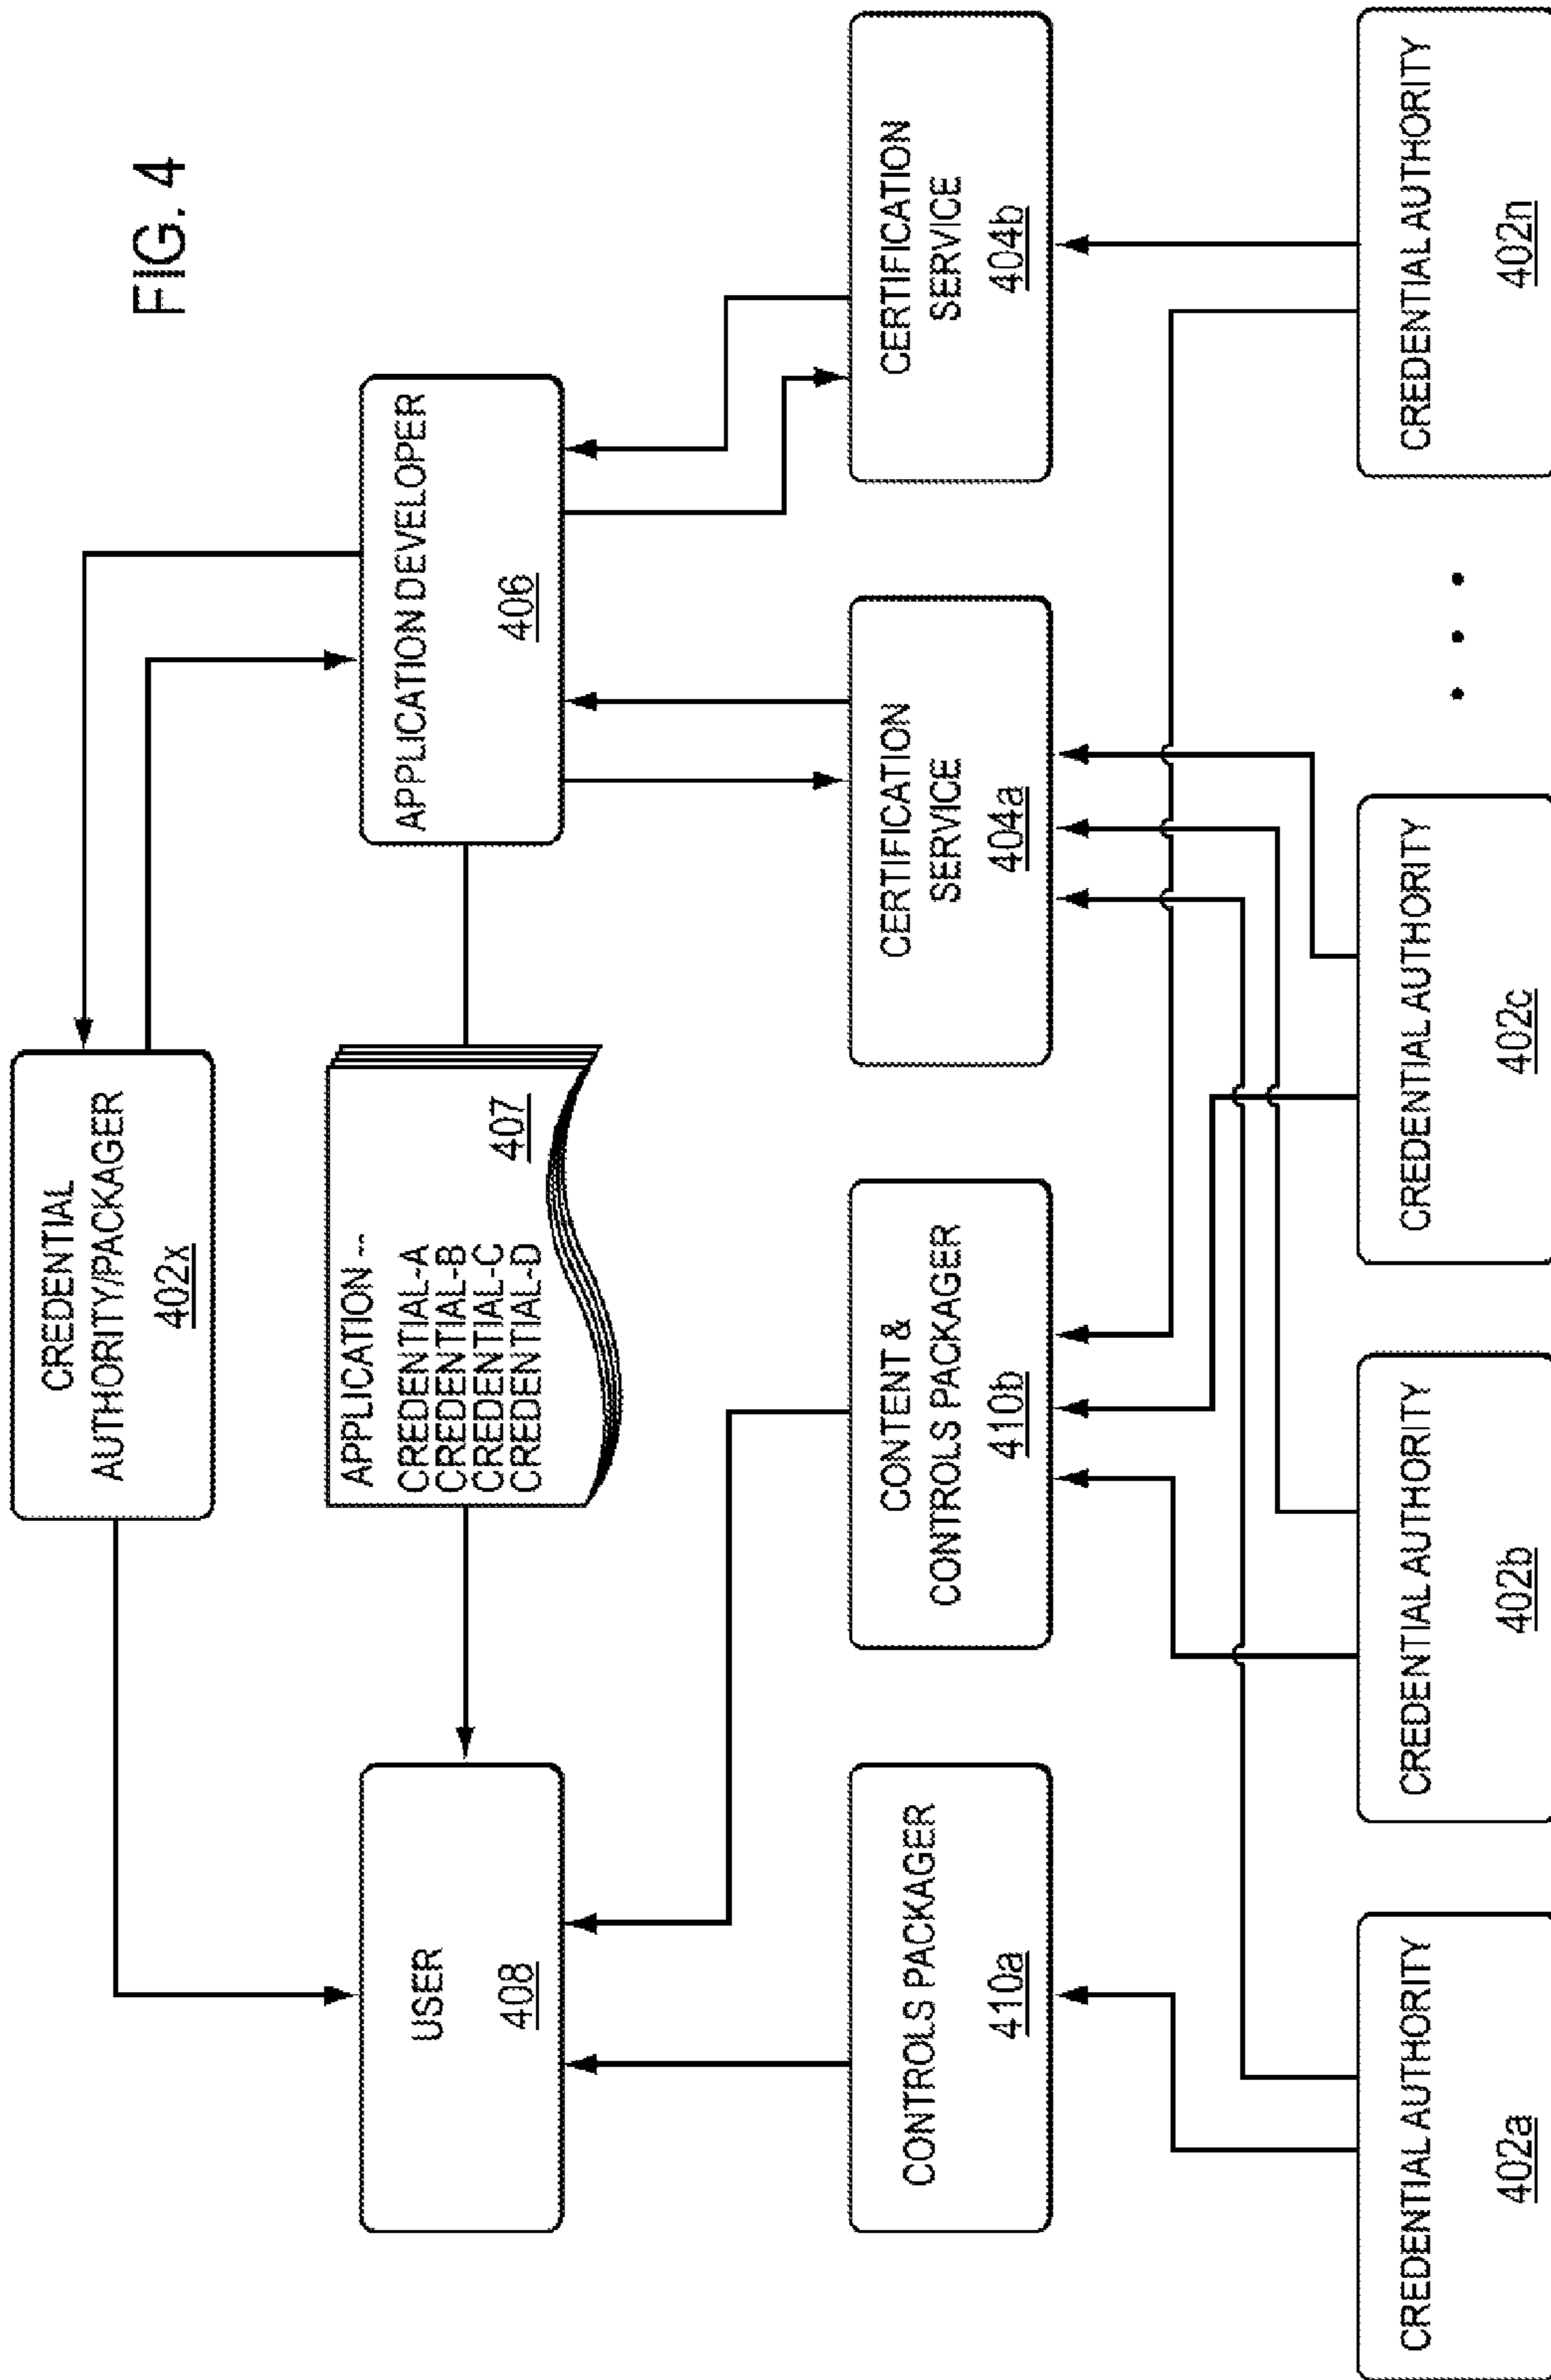 FIG. 4
CREDENTIAL
AUTHORITY/PACKAGER
402x
USER
408
APPLICATION --
CREDENTIAL-A
CREDENTIAL-B
CREDENTIAL-C
CREDENTIAL-D
407
APPLICATION DEVELOPER
406
CONTROLS PACKAGER
410a
CONTENT &
CONTROLS PACKAGER
410b
CERTIFICATION
SERVICE
404a
CERTIFICATION
SERVICE
404b
CREDENTIAL AUTHORITY
402a
CREDENTIAL AUTHORITY
402b
CREDENTIAL AUTHORITY
402c
• • •
CREDENTIAL AUTHORITY
402n